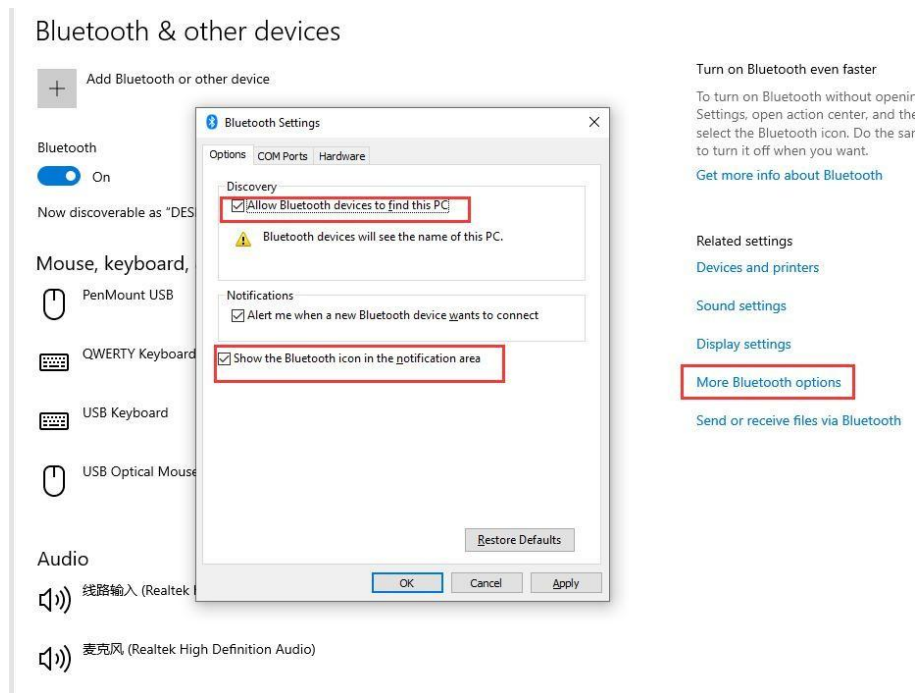 Bluetooth & other devices
Add Bluetooth or other device
Bluetooth
On
Now discoverable as "DES
Mouse, keyboard,
PenMount USB
QWERTY Keyboard
USB Keyboard
USB Optical Mouse
Audio
线路输入 (Realtek
麦克风 (Realtek High Definition Audio)
Bluetooth Settings
Options COM Ports Hardware
Discovery
Allow Bluetooth devices to find this PC
Bluetooth devices will see the name of this PC.
Notifications
Alert me when a new Bluetooth device wants to connect
Show the Bluetooth icon in the notification area
Restore Defaults
OK Cancel Apply
Turn on Bluetooth even faster
To turn on Bluetooth without openin
Settings, open action center, and the
select the Bluetooth icon. Do the sam
to turn it off when you want.
Get more info about Bluetooth
Related settings
Devices and printers
Sound settings
Display settings
More Bluetooth options
Send or receive files via Bluetooth